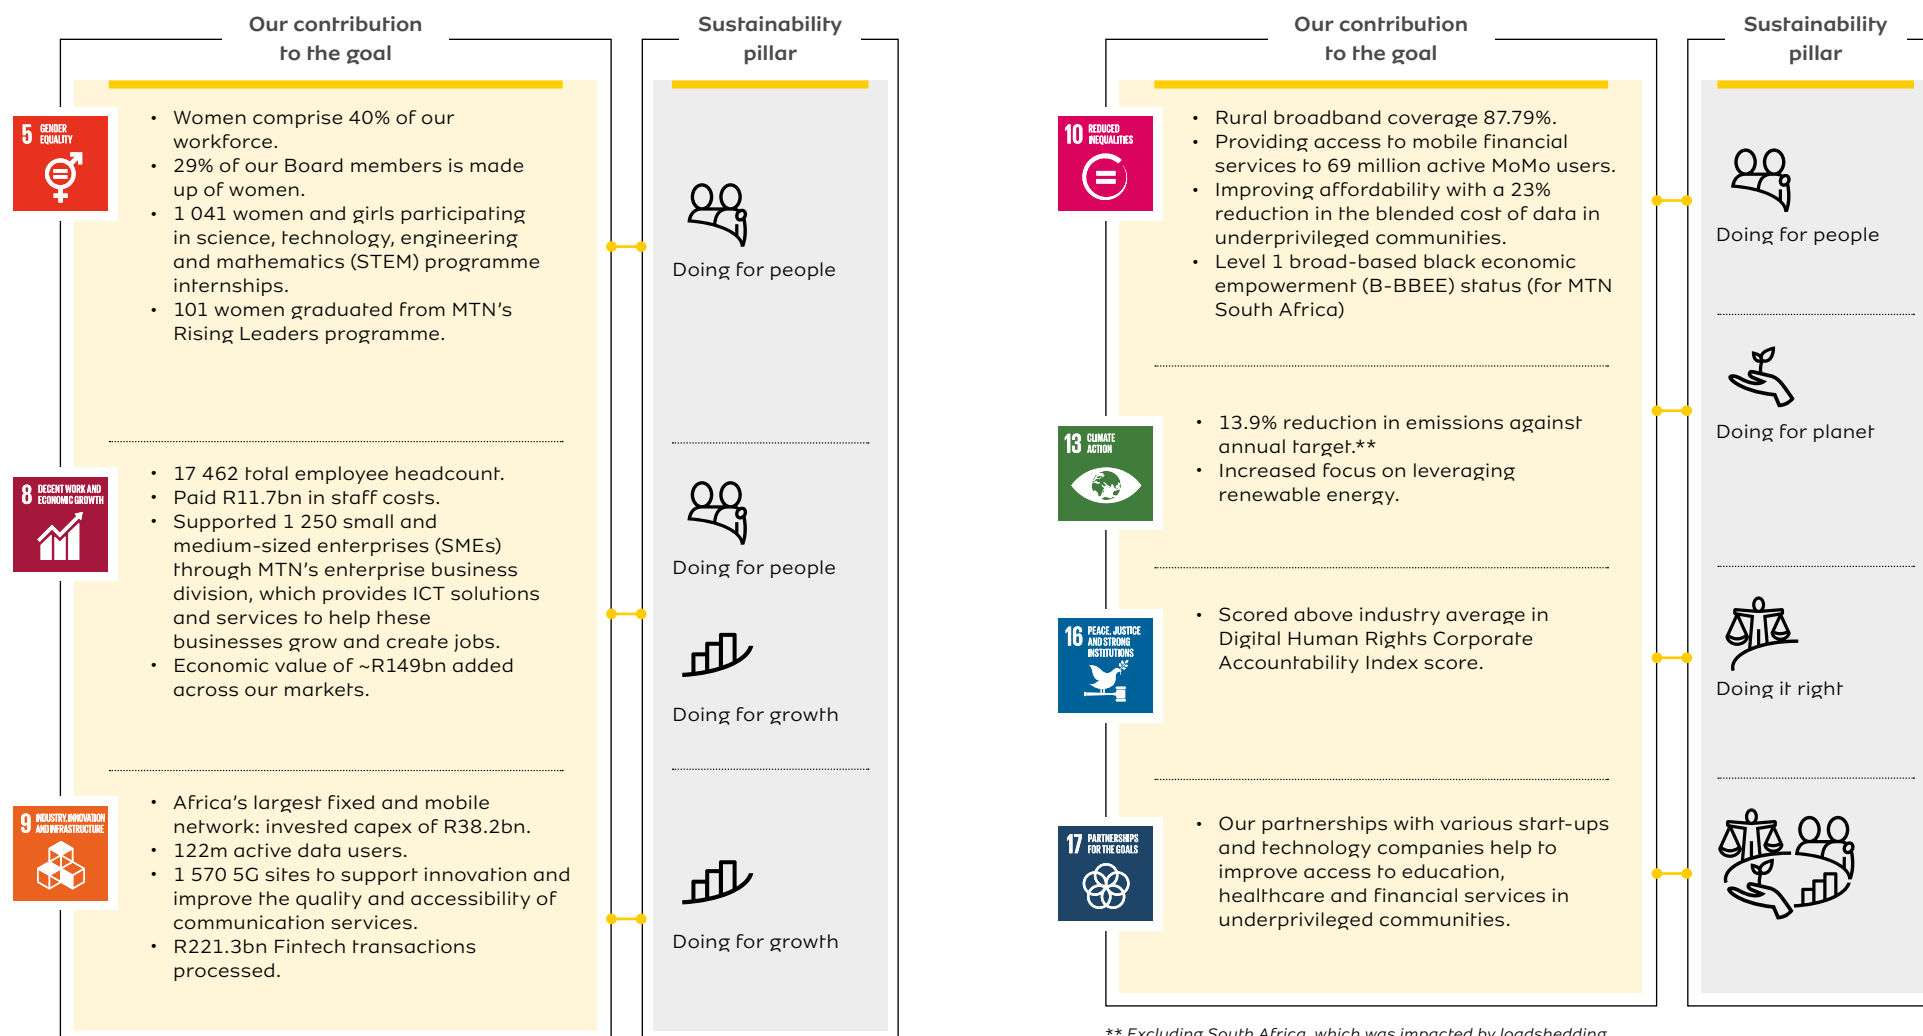 Our contribution
to the goal
Sustainability
pillar
5 GENDER
EQUALITY
• Women comprise 40% of our
workforce.
• 29% of our Board members is made
up of women.
• 1 041 women and girls participating
in science, technology, engineering
and mathematics (STEM) programme
internships.
• 101 women graduated from MTN's
Rising Leaders programme.
Doing for people
8 DECENT WORK AND
ECONOMIC GROWTH
• 17 462 total employee headcount.
• Paid R11.7bn in staff costs.
• Supported 1 250 small and
medium-sized enterprises (SMEs)
through MTN's enterprise business
division, which provides ICT solutions
and services to help these
businesses grow and create jobs.
• Economic value of ~R149bn added
across our markets.
Doing for people
Doing for growth
9 INDUSTRY, INNOVATION
AND INFRASTRUCTURE
• Africa's largest fixed and mobile
network: invested capex of R38.2bn.
• 122m active data users.
• 1 570 5G sites to support innovation and
improve the quality and accessibility of
communication services.
• R221.3bn Fintech transactions
processed.
Doing for growth
Our contribution
to the goal
Sustainability
pillar
10 REDUCED
INEQUALITIES
• Rural broadband coverage 87.79%.
• Providing access to mobile financial
services to 69 million active MoMo users.
• Improving affordability with a 23%
reduction in the blended cost of data in
underprivileged communities.
• Level 1 broad-based black economic
empowerment (B-BBEE) status (for MTN
South Africa)
Doing for people
13 CLIMATE
ACTION
• 13.9% reduction in emissions against
annual target.**
• Increased focus on leveraging
renewable energy.
Doing for planet
16 PEACE, JUSTICE
AND STRONG
INSTITUTIONS
• Scored above industry average in
Digital Human Rights Corporate
Accountability Index score.
Doing it right
17 PARTNERSHIPS
FOR THE GOALS
• Our partnerships with various start-ups
and technology companies help to
improve access to education,
healthcare and financial services in
underprivileged communities.
** Excluding South Africa, which was impacted by loadshedding